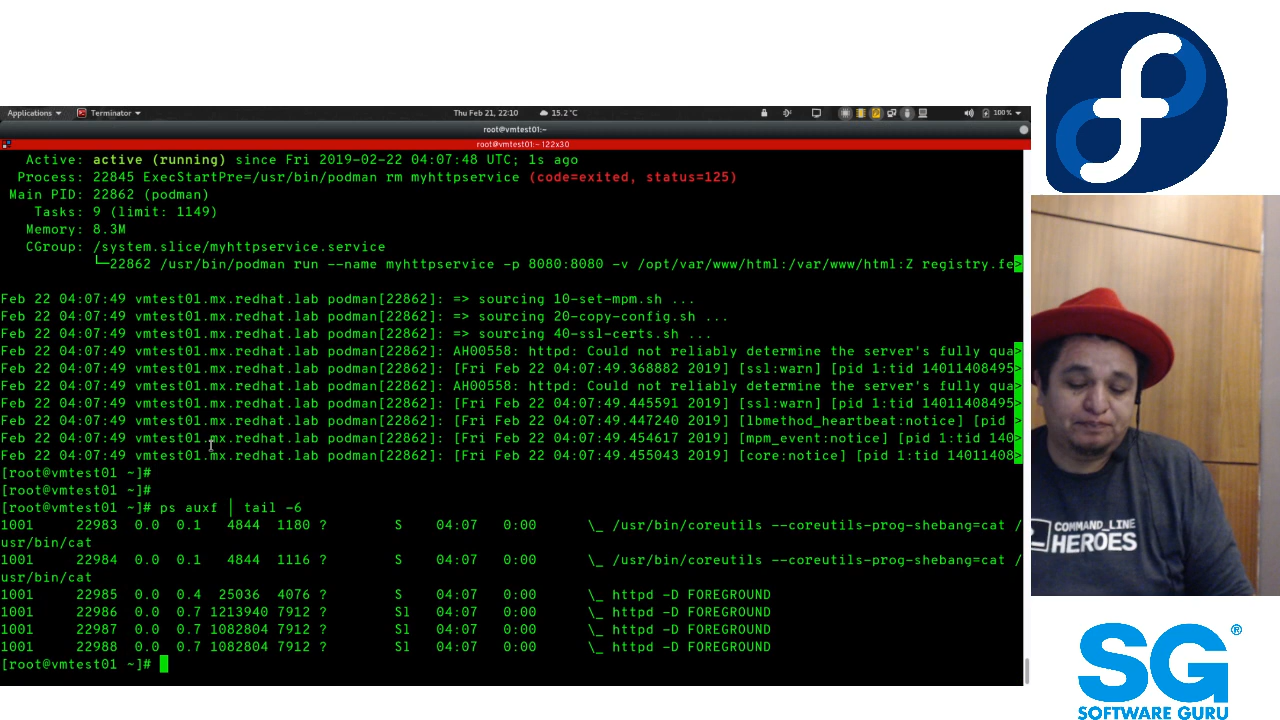 Applications
Terminator
Thu Feb 21, 22:10
15.2°C
100%
root@vmtest01:~
root@vmtest01:~ 122x30
Active: active (running) since Fri 2019-02-22 04:07:48 UTC; 1s ago
Process: 22845 ExecStartPre=/usr/bin/podman rm myhttpservice (code=exited, status=125)
Main PID: 22862 (podman)
Tasks: 9 (limit: 1149)
Memory: 8.3M
CGroup: /system.slice/myhttpservice.service
└─22862 /usr/bin/podman run --name myhttpservice -p 8080:8080 -v /opt/var/www/html:/var/www/html:Z registry.fe>
Feb 22 04:07:49 vmtest01.mx.redhat.lab podman[22862]: => sourcing 10-set-mpm.sh ...
Feb 22 04:07:49 vmtest01.mx.redhat.lab podman[22862]: => sourcing 20-copy-config.sh ...
Feb 22 04:07:49 vmtest01.mx.redhat.lab podman[22862]: => sourcing 40-ssl-certs.sh ...
Feb 22 04:07:49 vmtest01.mx.redhat.lab podman[22862]: AH00558: httpd: Could not reliably determine the server's fully qua>
Feb 22 04:07:49 vmtest01.mx.redhat.lab podman[22862]: [Fri Feb 22 04:07:49.368882 2019] [ssl:warn] [pid 1:tid 14011408495>
Feb 22 04:07:49 vmtest01.mx.redhat.lab podman[22862]: AH00558: httpd: Could not reliably determine the server's fully qua>
Feb 22 04:07:49 vmtest01.mx.redhat.lab podman[22862]: [Fri Feb 22 04:07:49.445591 2019] [ssl:warn] [pid 1:tid 14011408495>
Feb 22 04:07:49 vmtest01.mx.redhat.lab podman[22862]: [Fri Feb 22 04:07:49.447240 2019] [lbmethod_heartbeat:notice] [pid >
Feb 22 04:07:49 vmtest01.mx.redhat.lab podman[22862]: [Fri Feb 22 04:07:49.454617 2019] [mpm_event:notice] [pid 1:tid 140>
Feb 22 04:07:49 vmtest01.mx.redhat.lab podman[22862]: [Fri Feb 22 04:07:49.455043 2019] [core:notice] [pid 1:tid 14011408>
[root@vmtest01 ~]#
[root@vmtest01 ~]#
[root@vmtest01 ~]# ps auxf | tail -6
1001 22983 0.0 0.1 4844 1180 ? S 04:07 0:00 \_ /usr/bin/coreutils --coreutils-prog-shebang=cat /
usr/bin/cat
1001 22984 0.0 0.1 4844 1116 ? S 04:07 0:00 \_ /usr/bin/coreutils --coreutils-prog-shebang=cat /
usr/bin/cat
1001 22985 0.0 0.4 25036 4076 ? S 04:07 0:00 \_ httpd -D FOREGROUND
1001 22986 0.0 0.7 1213940 7912 ? Sl 04:07 0:00 \_ httpd -D FOREGROUND
1001 22987 0.0 0.7 1082804 7912 ? Sl 04:07 0:00 \_ httpd -D FOREGROUND
1001 22988 0.0 0.7 1082804 7912 ? Sl 04:07 0:00 \_ httpd -D FOREGROUND
[root@vmtest01 ~]#
COMMAND_LINE
HEROES
SG®
SOFTWARE GURU